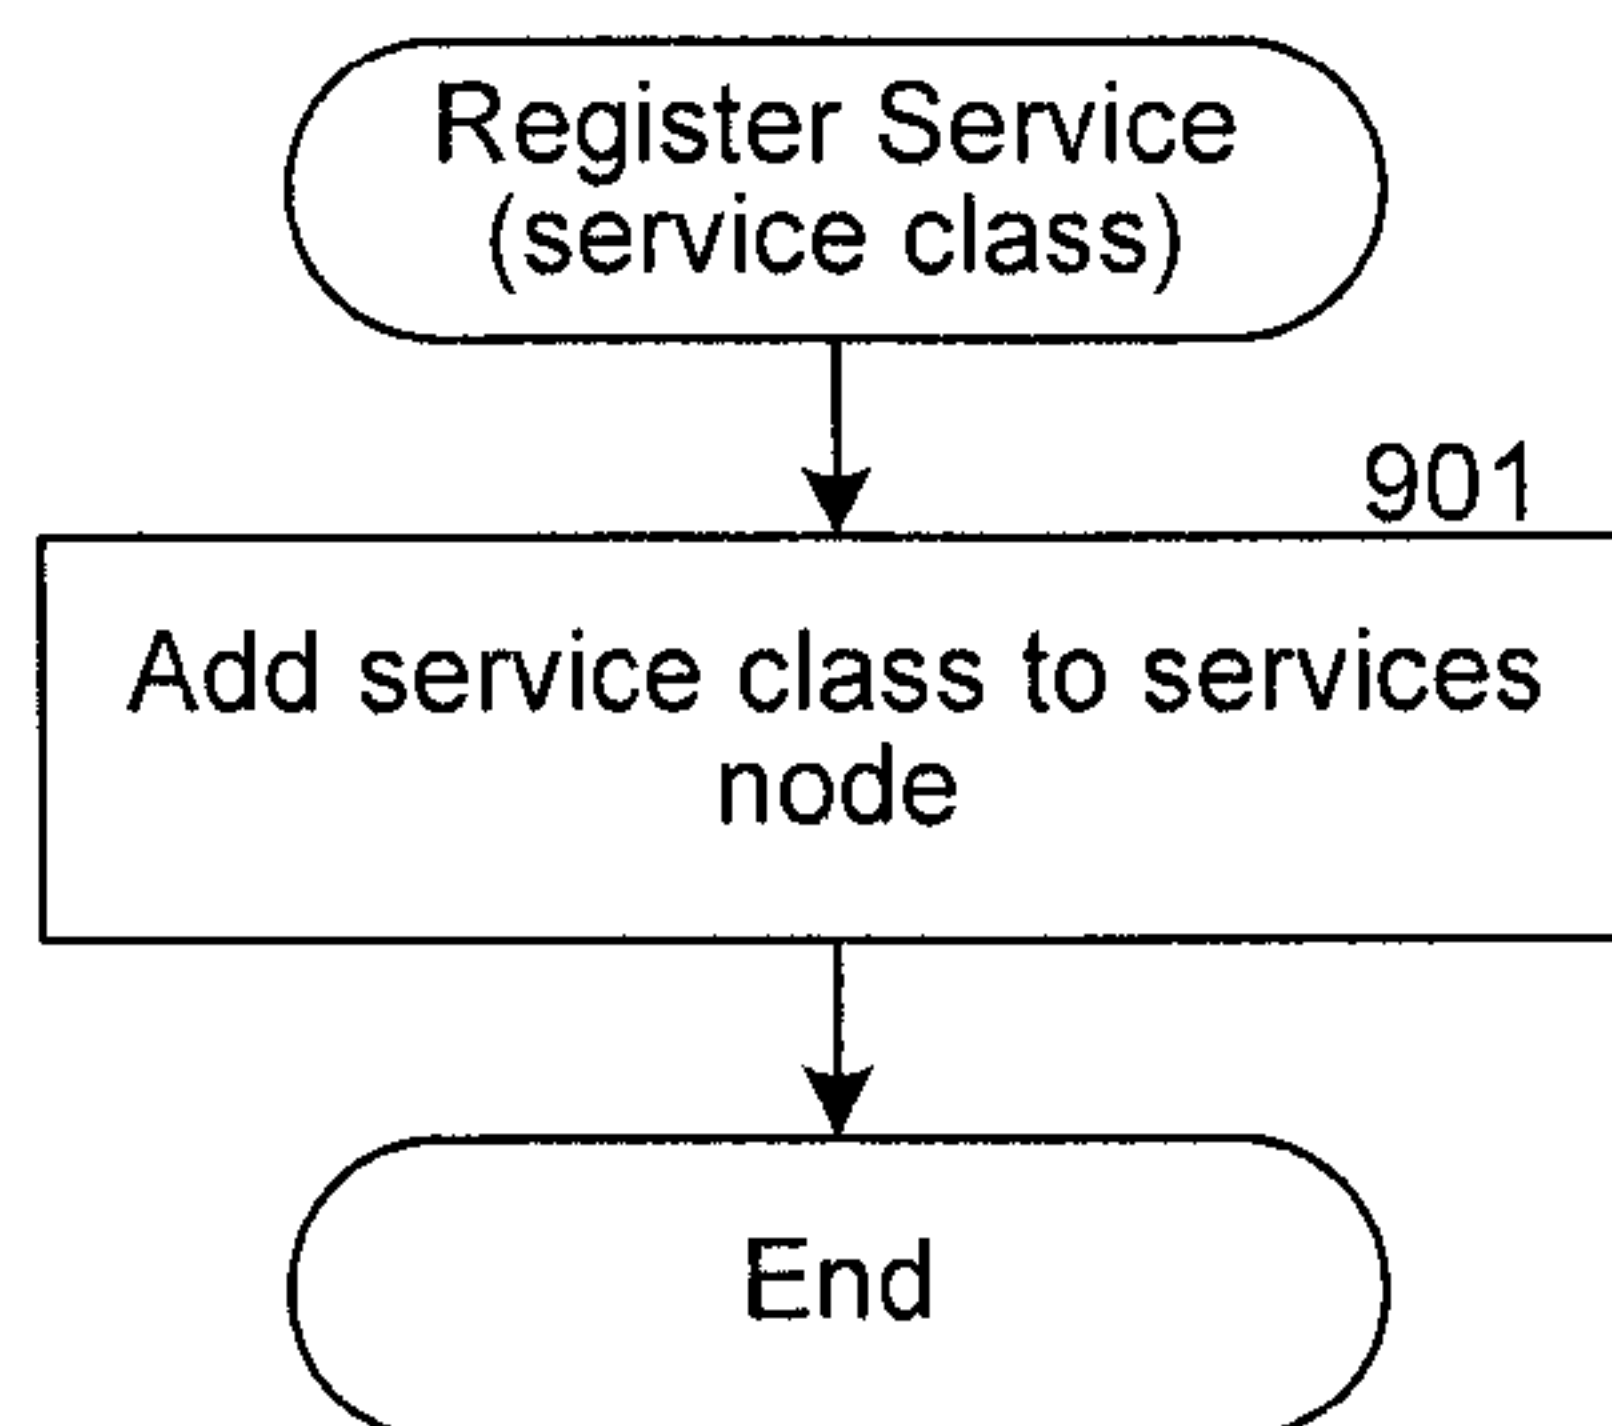 Register Service
(service class)
901
Add service class to services
node
End